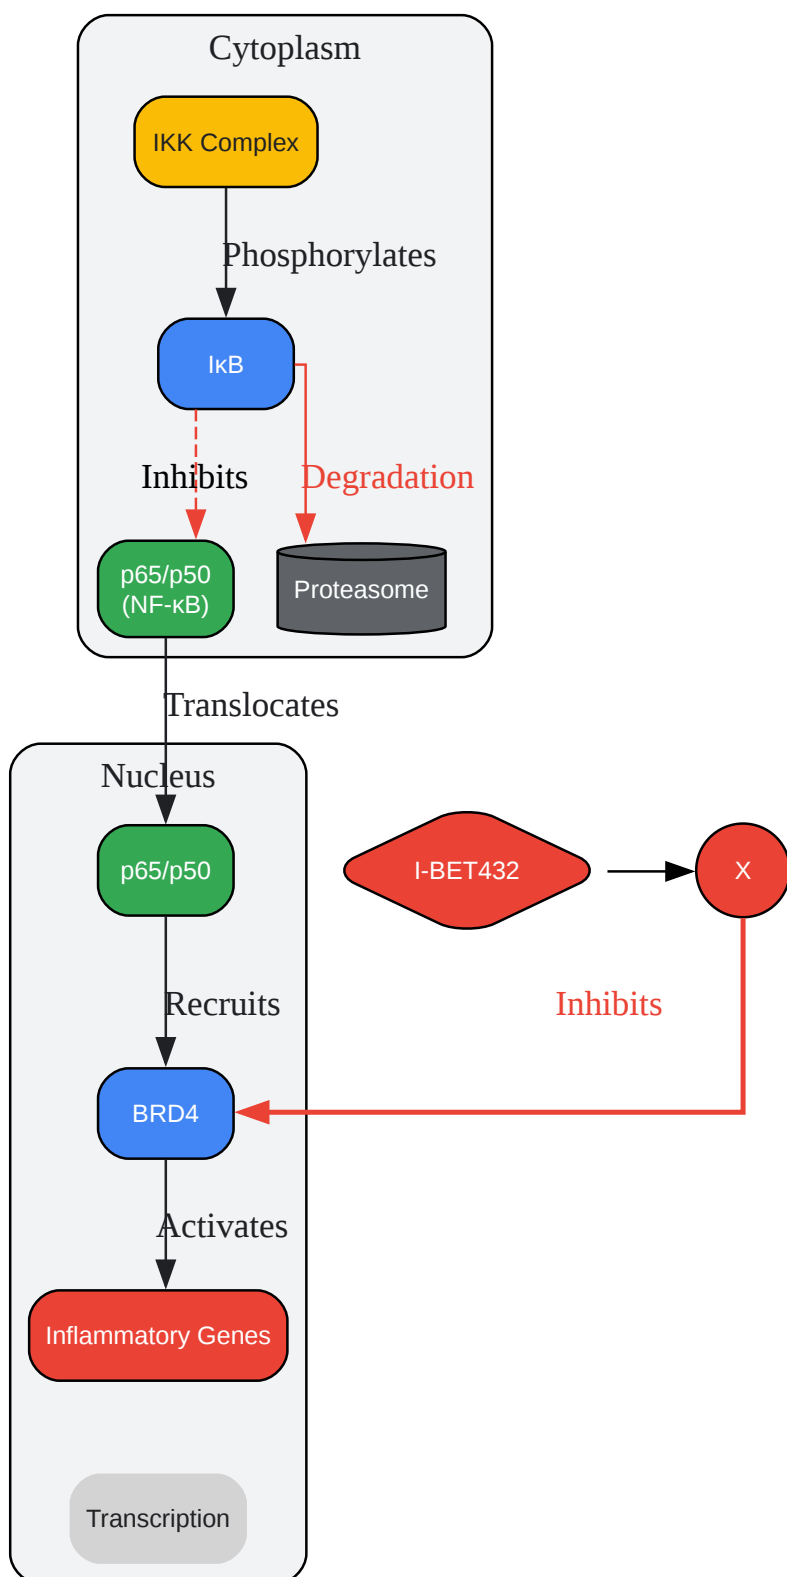 Cytoplasm
IKK Complex
Phosphorylates
IκB
Inhibits
Degradation
p65/p50
(NF-κB)
Proteasome
Translocates
Nucleus
p65/p50
I-BET432
X
Recruits
Inhibits
BRD4
Activates
Inflammatory Genes
Transcription